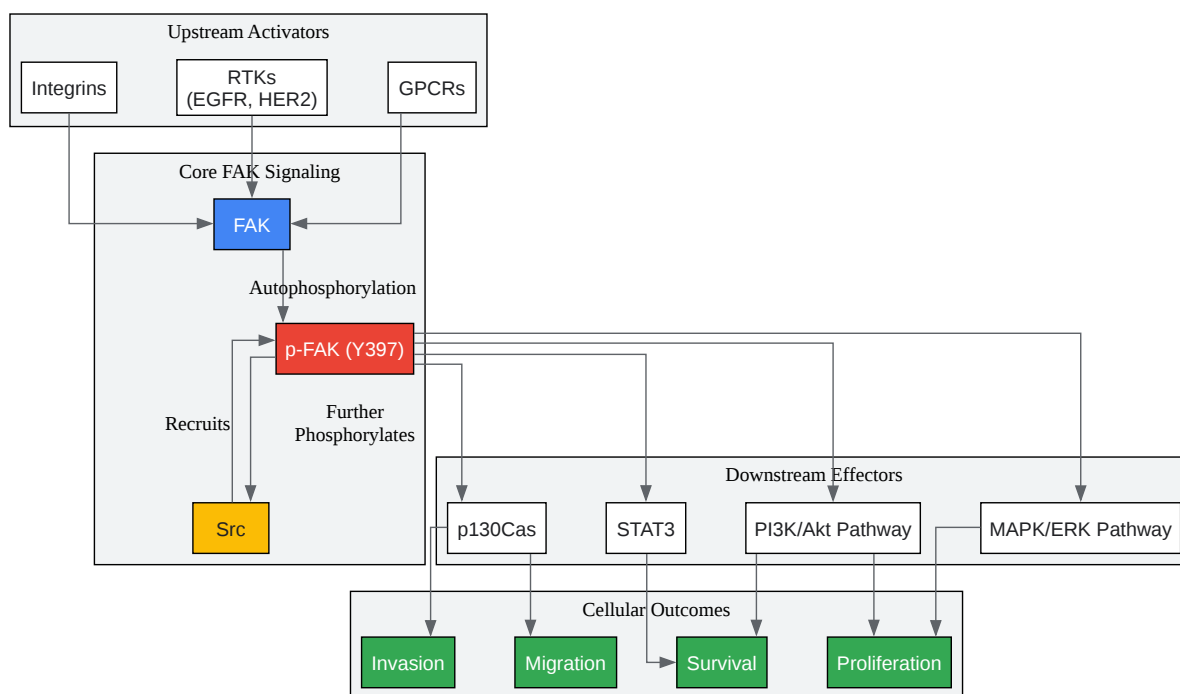 Upstream Activators
Integrins
RTKs
(EGFR, HER2)
GPCRs
Core FAK Signaling
FAK
Autophosphorylation
p-FAK (Y397)
Recruits
Further
Phosphorylates
Src
Downstream Effectors
p130Cas
STAT3
PI3K/Akt Pathway
MAPK/ERK Pathway
Cellular Outcomes
Invasion
Migration
Survival
Proliferation